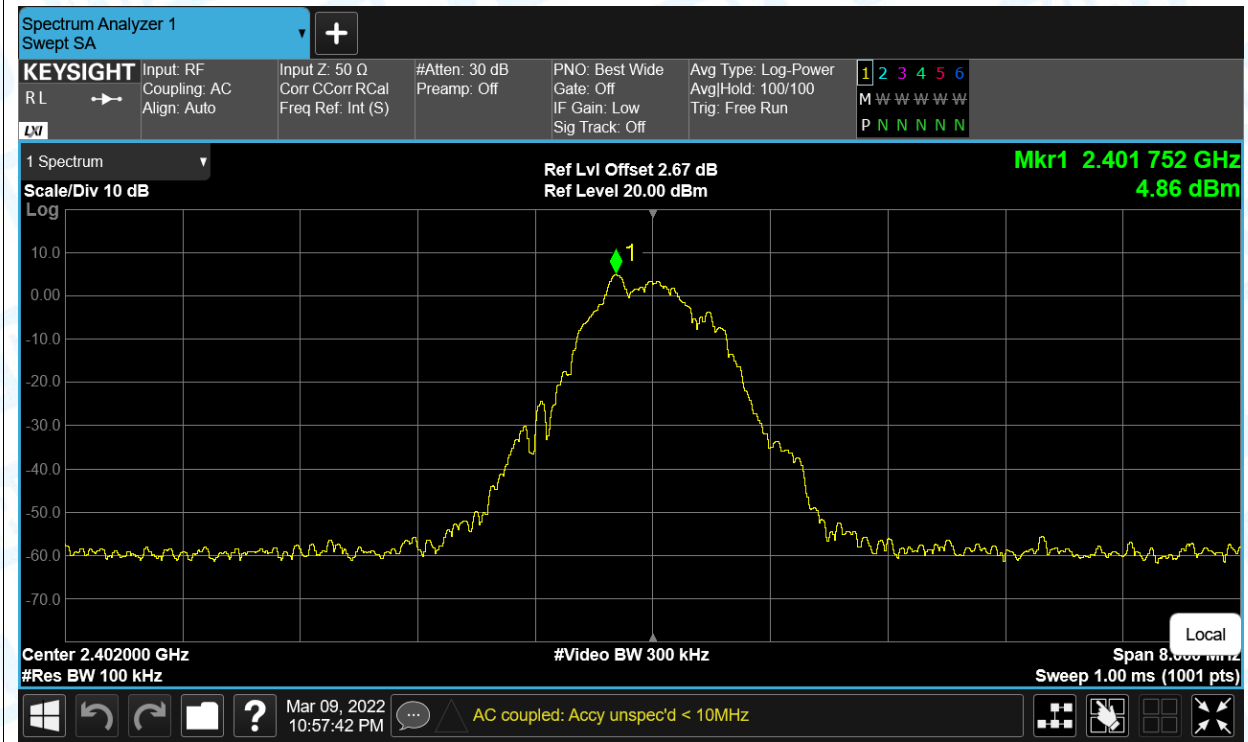 Spectrum Analyzer 1
Swept SA
KEYSIGHT
R L
LXI
Input: RF
Coupling: AC
Align: Auto
Input Z: 50 Ω
Corr CCorr RCal
Freq Ref: Int (S)
#Atten: 30 dB
Preamp: Off
PNO: Best Wide
Gate: Off
IF Gain: Low
Sig Track: Off
Avg Type: Log-Power
Avg|Hold: 100/100
Trig: Free Run
1 2 3 4 5 6
M W W W W W
P N N N N N
1 Spectrum
Scale/Div 10 dB
Log
Ref Lvl Offset 2.67 dB
Ref Level 20.00 dBm
Mkr1 2.401 752 GHz
4.86 dBm
1
10.0
0.00
-10.0
-20.0
-30.0
-40.0
-50.0
-60.0
-70.0
Local
Center 2.402000 GHz
#Video BW 300 kHz
Span 8.000 MHz
#Res BW 100 kHz
Sweep 1.00 ms (1001 pts)
?
Mar 09, 2022
10:57:42 PM
AC coupled: Accy unspec'd < 10MHz